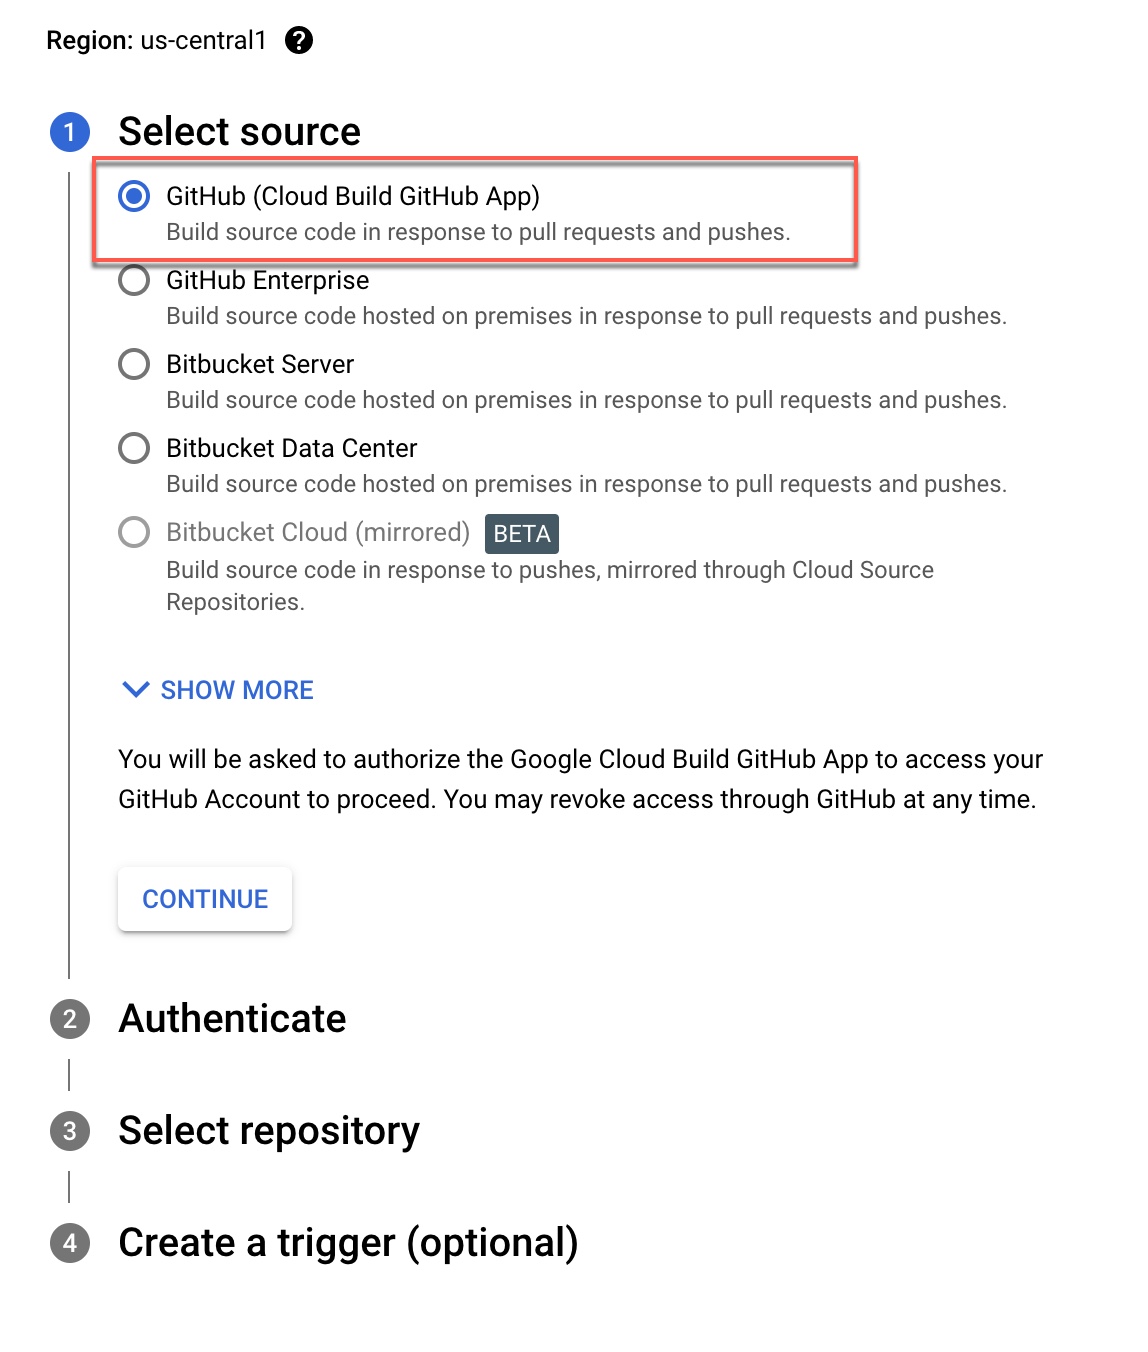 Region: us-central1 ?
1 Select source
GitHub (Cloud Build GitHub App)
Build source code in response to pull requests and pushes.
GitHub Enterprise
Build source code hosted on premises in response to pull requests and pushes.
Bitbucket Server
Build source code hosted on premises in response to pull requests and pushes.
Bitbucket Data Center
Build source code hosted on premises in response to pull requests and pushes.
Bitbucket Cloud (mirrored) BETA
Build source code in response to pushes, mirrored through Cloud Source
Repositories.
SHOW MORE
You will be asked to authorize the Google Cloud Build GitHub App to access your
GitHub Account to proceed. You may revoke access through GitHub at any time.
CONTINUE
2 Authenticate
3 Select repository
4 Create a trigger (optional)